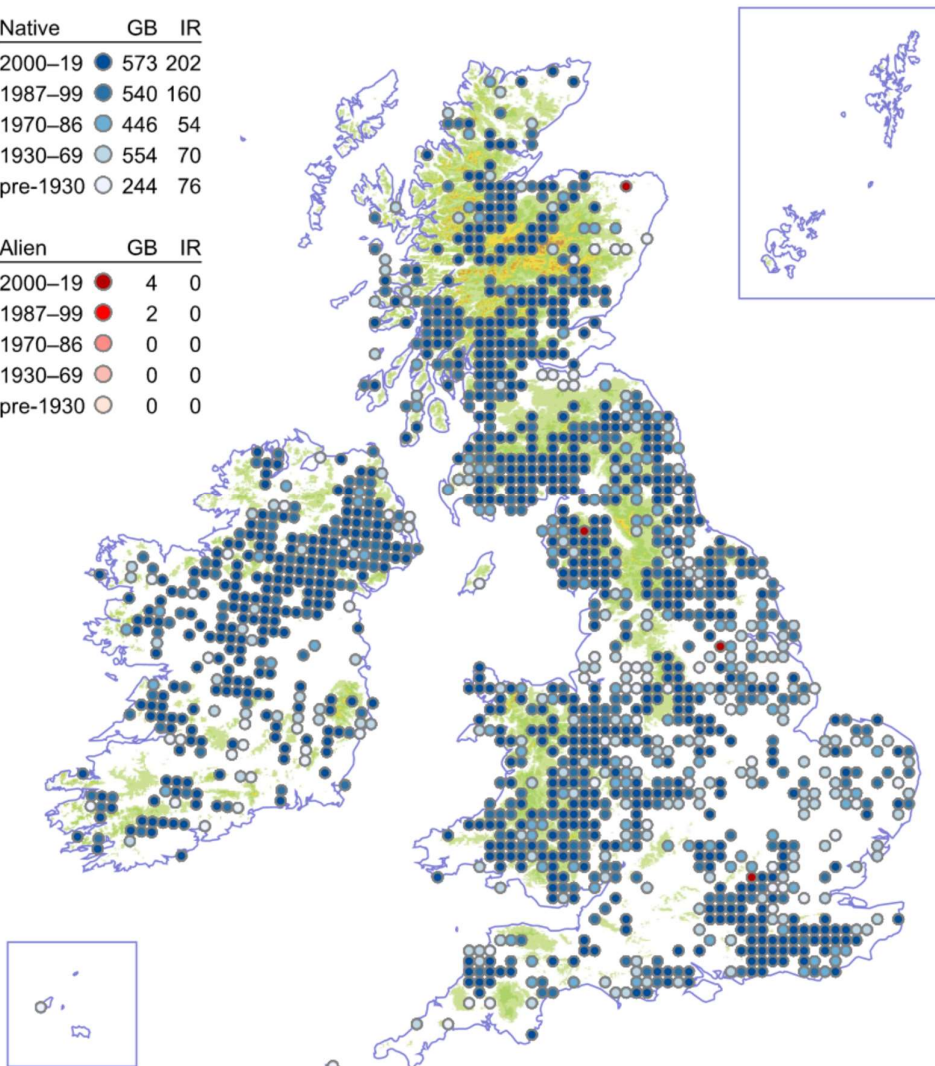 Native GB IR
2000–19 573 202
1987–99 540 160
1970–86 446 54
1930–69 554 70
pre-1930 244 76
Alien GB IR
2000–19 4 0
1987–99 2 0
1970–86 0 0
1930–69 0 0
pre-1930 0 0